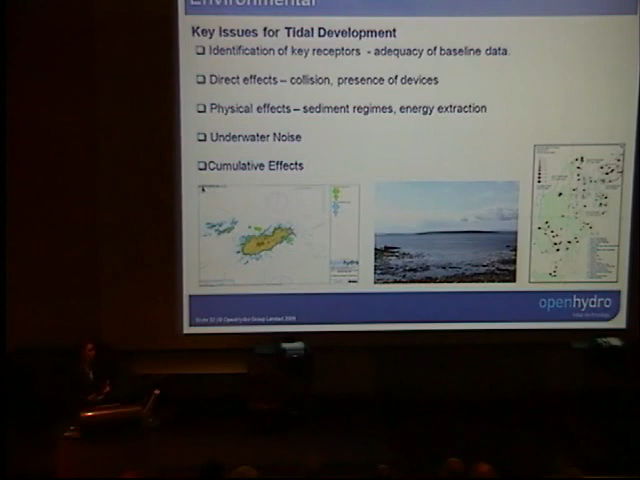 Environmental
Key Issues for Tidal Development
Identification of key receptors - adequacy of baseline data.
Direct effects – collision, presence of devices
Physical effects – sediment regimes, energy extraction
Underwater Noise
Cumulative Effects
openhydro